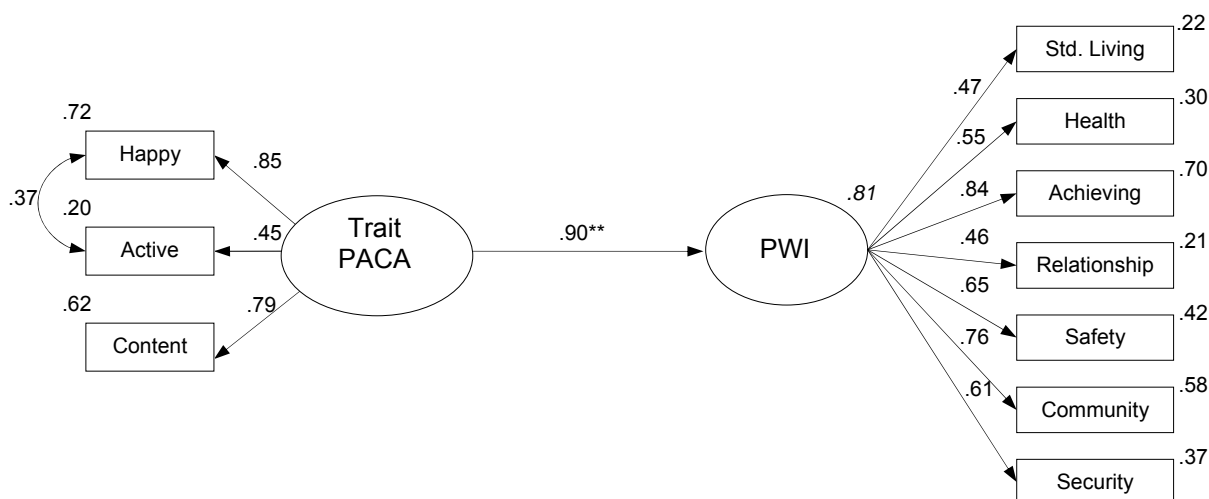 .22
Std. Living
.47
.30
.72
Health
Happy
.55
.85
.70
.84
Achieving
.37
.81
.20
Trait
PACA
.46
.21
Active
.45
.90**
PWI
Relationship
.65
.62
.79
.42
Content
.76
Safety
.61
.58
Community
.37
Security